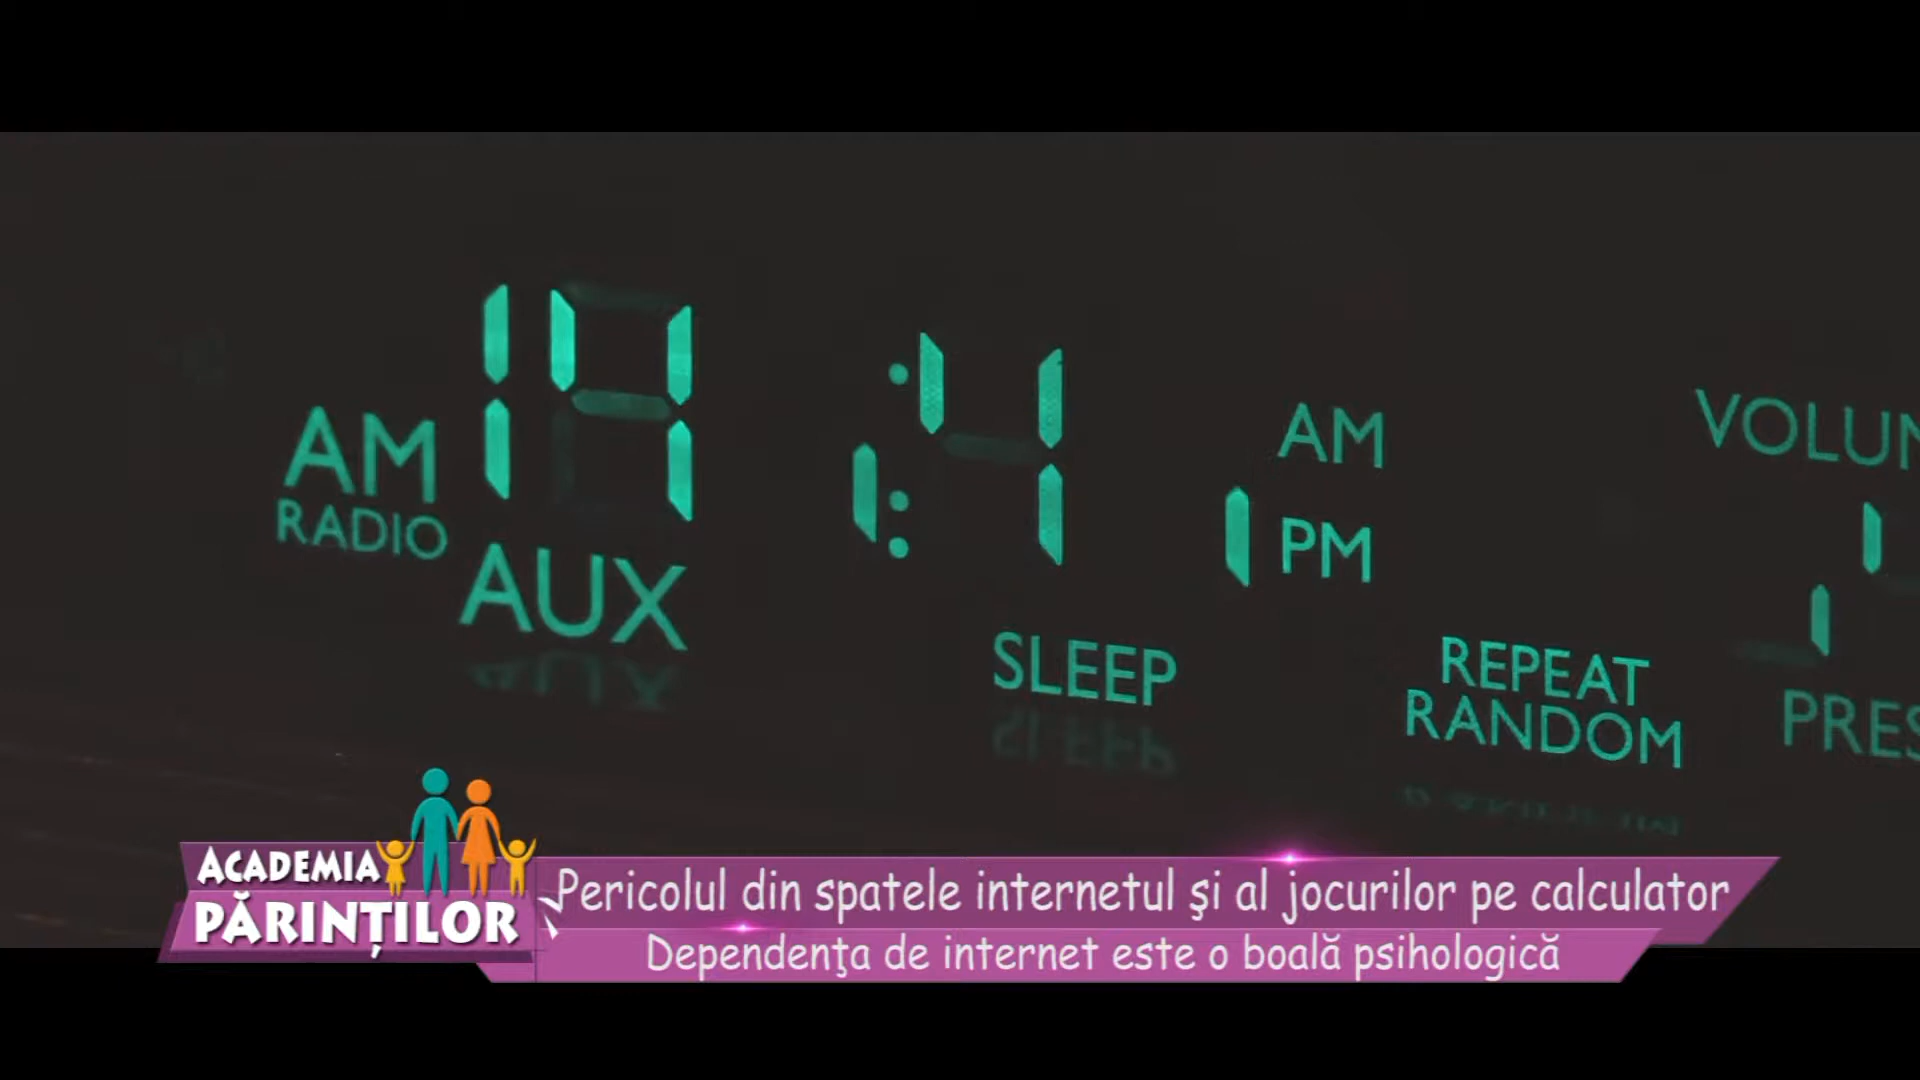 AM
RADIO
AUX
SLEEP
AM
PM
REPEAT
RANDOM
ACADEMIA
PĂRINȚILOR
Pericolul din spatele internetul şi al jocurilor pe calculator
Dependenţa de internet este o boală psihologică